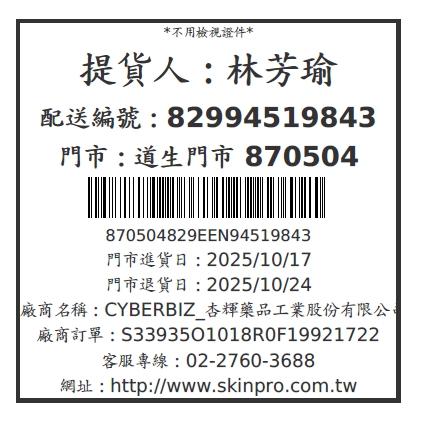 *不用檢視證件*
提貨人：林芳瑜
配送編號：82994519843
門市：道生門市 870504
870504829EEN94519843
門市進貨日：2025/10/17
門市退貨日：2025/10/24
廠商名稱：CYBERBIZ_杏輝藥品工業股份有限公司
廠商訂單：S33935O1018R0F19921722
客服專線：02-2760-3688
網址：http://www.skinpro.com.tw